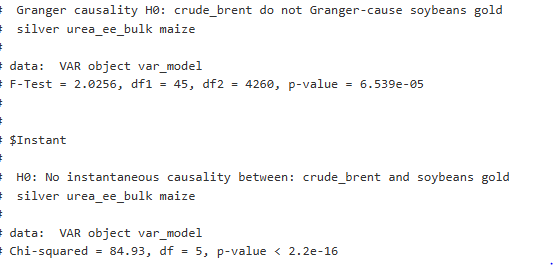 #  Granger causality H0: crude_brent do not Granger-cause soybeans gold
#  silver urea_ee_bulk maize
#
# data:  VAR object var_model
# F-Test = 2.0256, df1 = 45, df2 = 4260, p-value = 6.539e-05
#
#
# $Instant
#
#  H0: No instantaneous causality between: crude_brent and soybeans gold
#  silver urea_ee_bulk maize
#
# data:  VAR object var_model
# Chi-squared = 84.93, df = 5, p-value < 2.2e-16
.